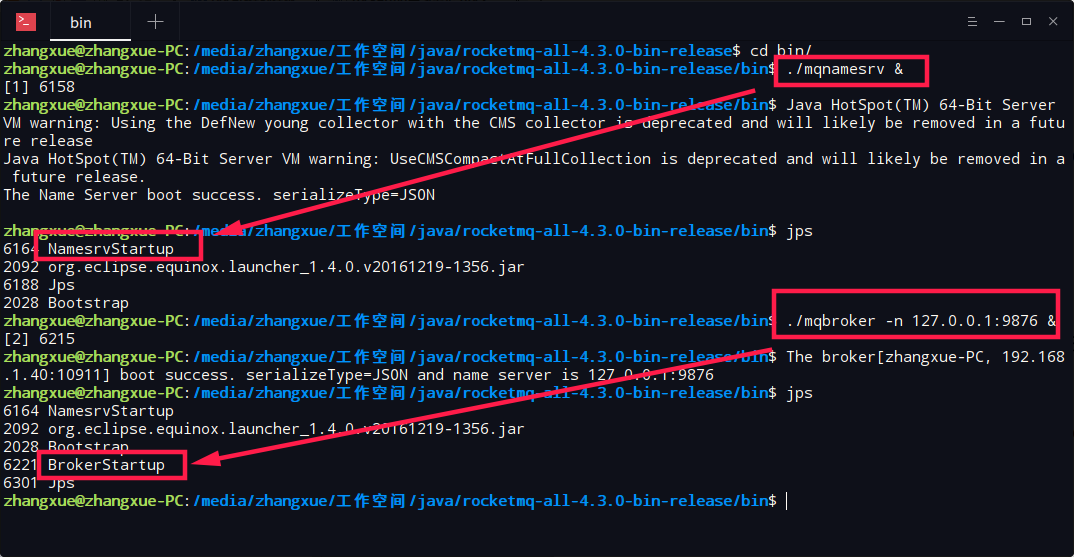 bin
zhangxue@zhangxue-PC:/media/zhangxue/工作空间/java/rocketmq-all-4.3.0-bin-release$ cd bin/
zhangxue@zhangxue-PC:/media/zhangxue/工作空间/java/rocketmq-all-4.3.0-bin-release/bin$ ./mqnamesrv &
[1] 6158
zhangxue@zhangxue-PC:/media/zhangxue/工作空间/java/rocketmq-all-4.3.0-bin-release/bin$ Java HotSpot(TM) 64-Bit Server
VM warning: Using the DefNew young collector with the CMS collector is deprecated and will likely be removed in a futu
re release
Java HotSpot(TM) 64-Bit Server VM warning: UseCMSCompactAtFullCollection is deprecated and will likely be removed in a
future release.
The Name Server boot success. serializeType=JSON
zhangxue@zhangxue-PC:/media/zhangxue/工作空间/java/rocketmq-all-4.3.0-bin-release/bin$ jps
6164 NamesrvStartup
2092 org.eclipse.equinox.launcher_1.4.0.v20161219-1356.jar
6188 Jps
2028 Bootstrap
zhangxue@zhangxue-PC:/media/zhangxue/工作空间/java/rocketmq-all-4.3.0-bin-release/bin$ ./mqbroker -n 127.0.0.1:9876 &
[2] 6215
zhangxue@zhangxue-PC:/media/zhangxue/工作空间/java/rocketmq-all-4.3.0-bin-release/bin$ The broker[zhangxue-PC, 192.168
.1.40:10911] boot success. serializeType=JSON and name server is 127.0.0.1:9876
zhangxue@zhangxue-PC:/media/zhangxue/工作空间/java/rocketmq-all-4.3.0-bin-release/bin$ jps
6164 NamesrvStartup
2092 org.eclipse.equinox.launcher_1.4.0.v20161219-1356.jar
2028 Bootstrap
6221 BrokerStartup
6301 Jps
zhangxue@zhangxue-PC:/media/zhangxue/工作空间/java/rocketmq-all-4.3.0-bin-release/bin$